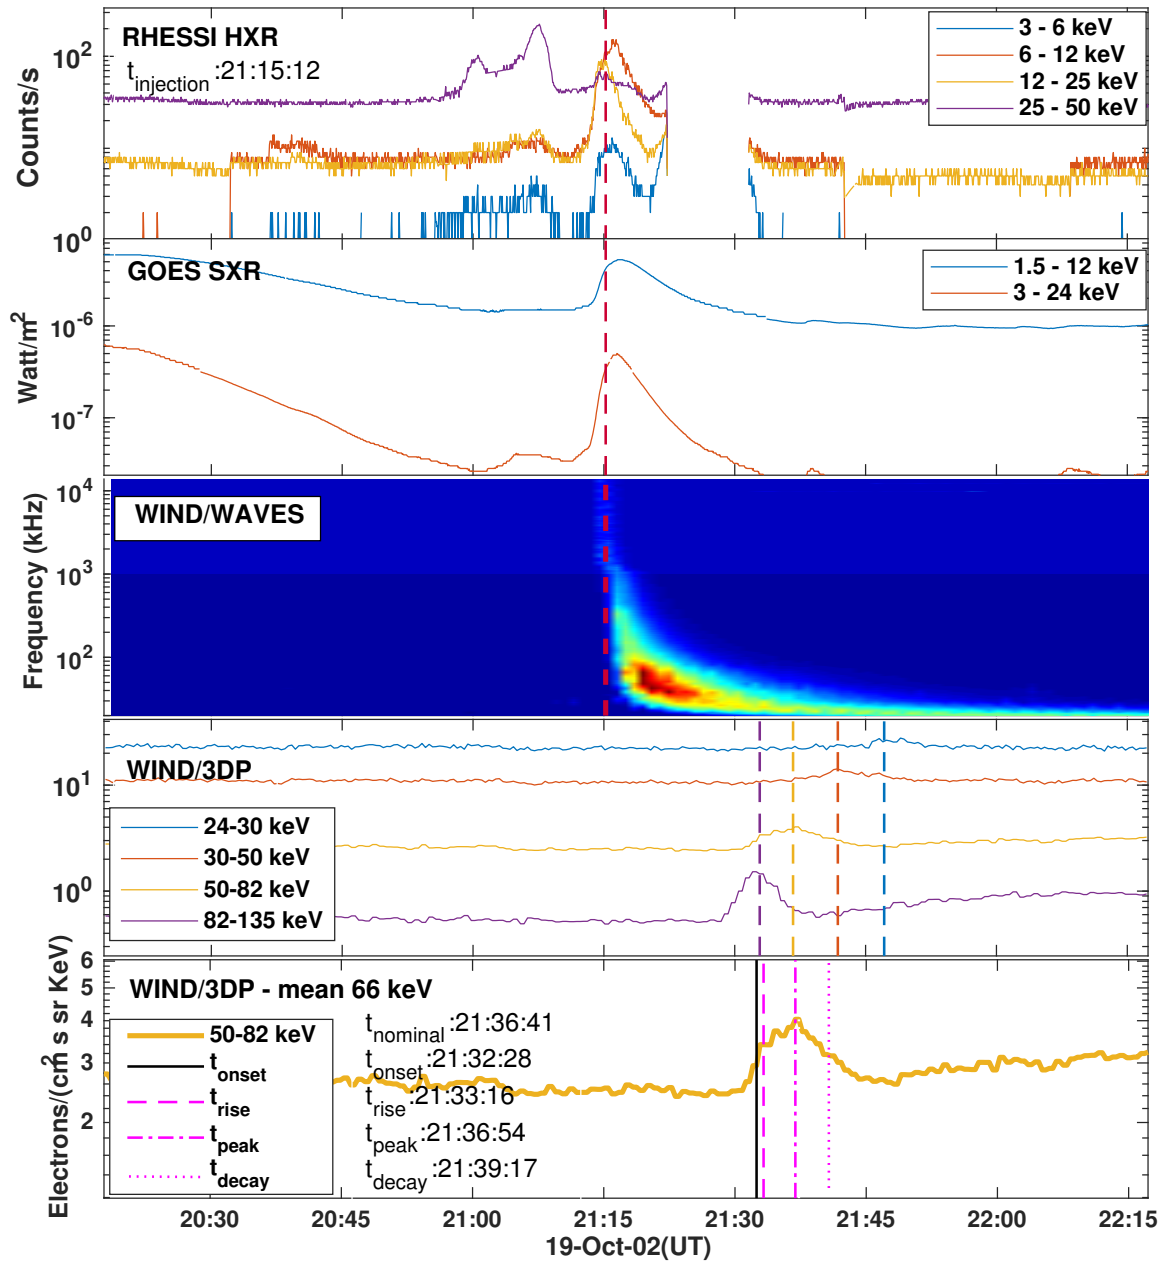 RHESSI HXR
t_injection :21:15:12
3 - 6 keV
6 - 12 keV
12 - 25 keV
25 - 50 keV
Counts/s
10^2
10^1
10^0
GOES SXR
1.5 - 12 keV
3 - 24 keV
Watt/m^2
10^-6
10^-7
WIND/WAVES
Frequency (kHz)
10^4
10^3
10^2
WIND/3DP
10^1
10^0
24-30 keV
30-50 keV
50-82 keV
82-135 keV
WIND/3DP - mean 66 keV
Electrons/(cm^2 s sr KeV)
6
5
4
3
2
50-82 keV
t_onset
t_rise
t_peak
t_decay
t_nominal :21:36:41
t_onset :21:32:28
t_rise :21:33:16
t_peak :21:36:54
t_decay :21:39:17
20:30 20:45 21:00 21:15 21:30 21:45 22:00 22:15
19-Oct-02(UT)